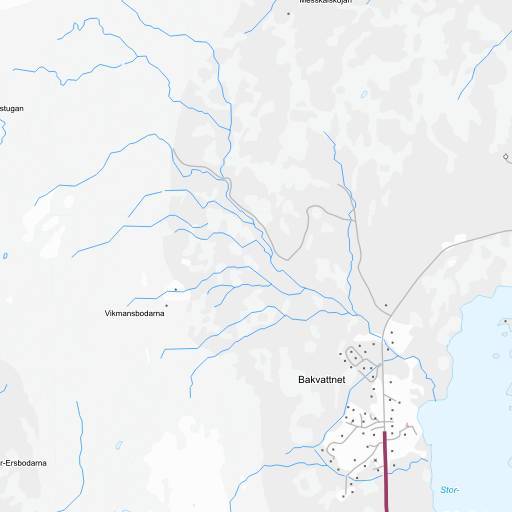 Messkalskojan
stugan
Vikmansbodarna
Bakvattnet
r-Ersbodarna
Stor-